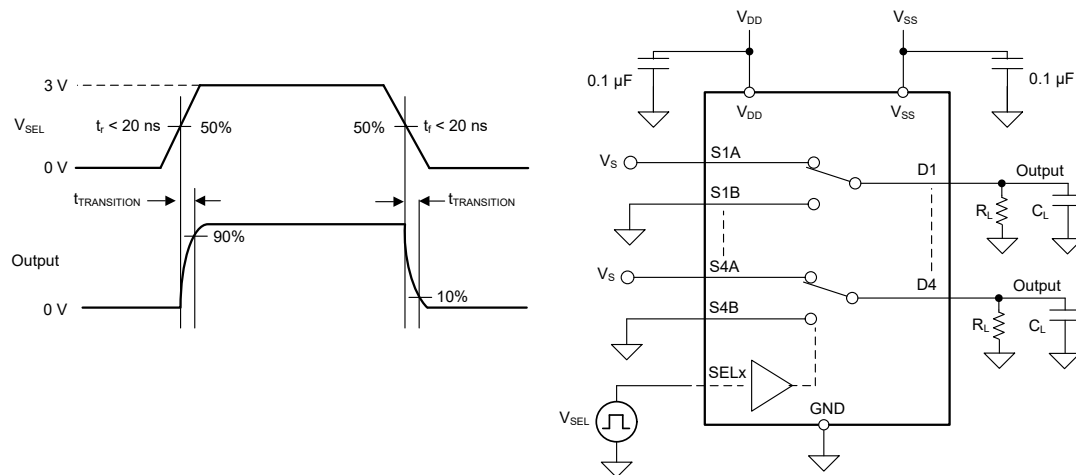 3 V
V_SEL
t_r < 20 ns
50%
50%
t_f < 20 ns
0 V
t_TRANSITION
t_TRANSITION
90%
Output
10%
0 V
V_DD
V_SS
0.1 µF
0.1 µF
V_DD
V_SS
V_S
S1A
D1
Output
S1B
R_L
C_L
V_S
S4A
D4
Output
S4B
R_L
C_L
SELx
V_SEL
GND